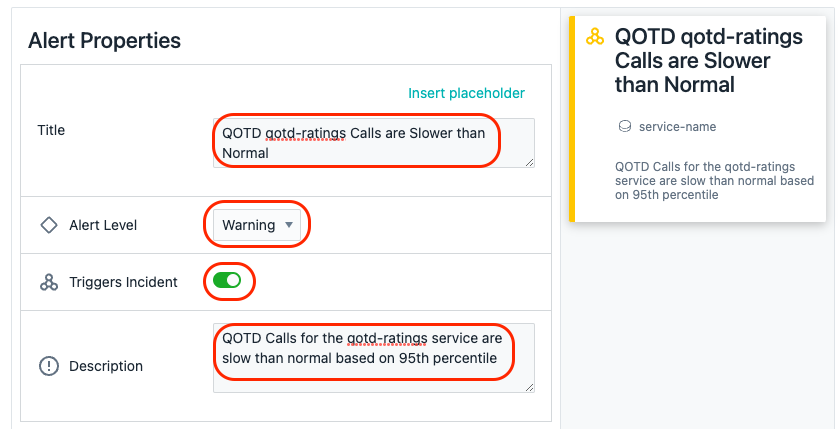 Alert Properties
Insert placeholder
Title
QOTD qotd-ratings Calls are Slower than
Normal
Alert Level
Warning
Triggers Incident
Description
QOTD Calls for the qotd-ratings service are
slow than normal based on 95th percentile
QOTD qotd-ratings
Calls are Slower
than Normal
service-name
QOTD Calls for the qotd-ratings
service are slow than normal based
on 95th percentile